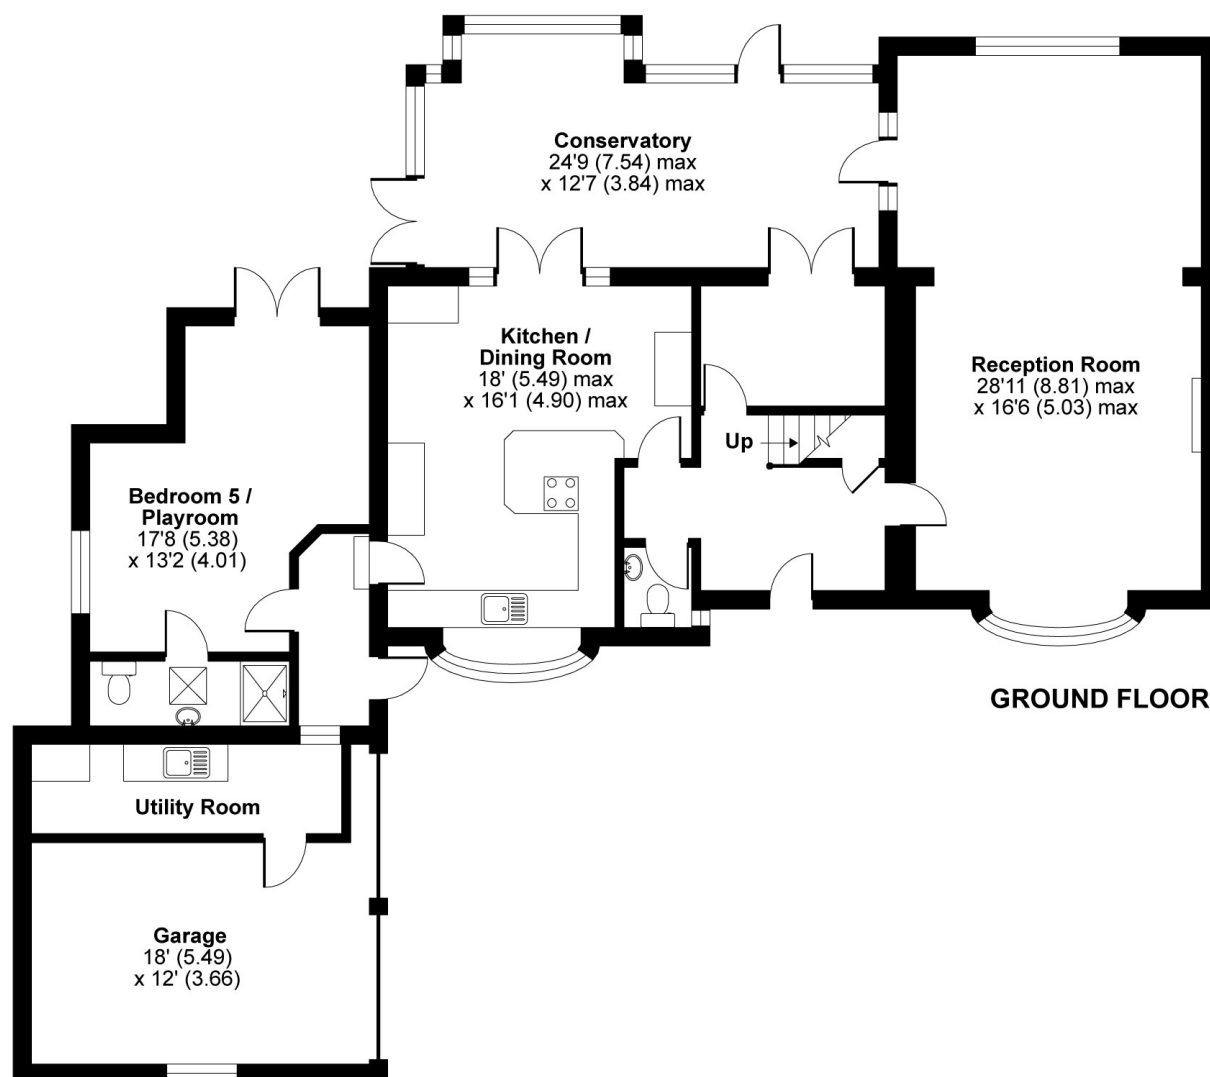 Conservatory
24'9 (7.54) max
x 12'7 (3.84) max
Kitchen /
Dining Room
18' (5.49) max
x 16'1 (4.90) max
Reception Room
28'11 (8.81) max
x 16'6 (5.03) max
Up
Bedroom 5 /
Playroom
17'8 (5.38)
x 13'2 (4.01)
GROUND FLOOR
Utility Room
Garage
18' (5.49)
x 12' (3.66)